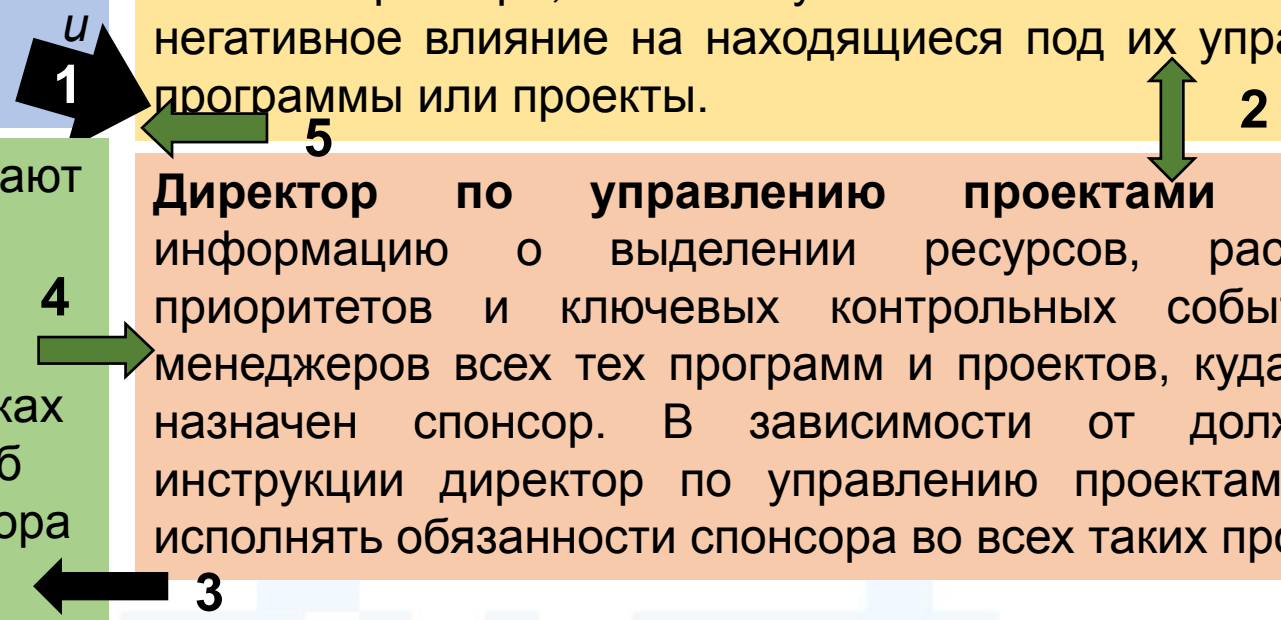 и
1
негативное влияние на находящиеся под их
программы или проекты.
2
5
ают
4
ках
б
ора
Директор по управлению проектами
информацию о выделении ресурсов, рас
приоритетов и ключевых контрольных собы
менеджеров всех тех программ и проектов, куда
назначен спонсор. В зависимости от долж
инструкции директор по управлению проектам
исполнять обязанности спонсора во всех таких про
3